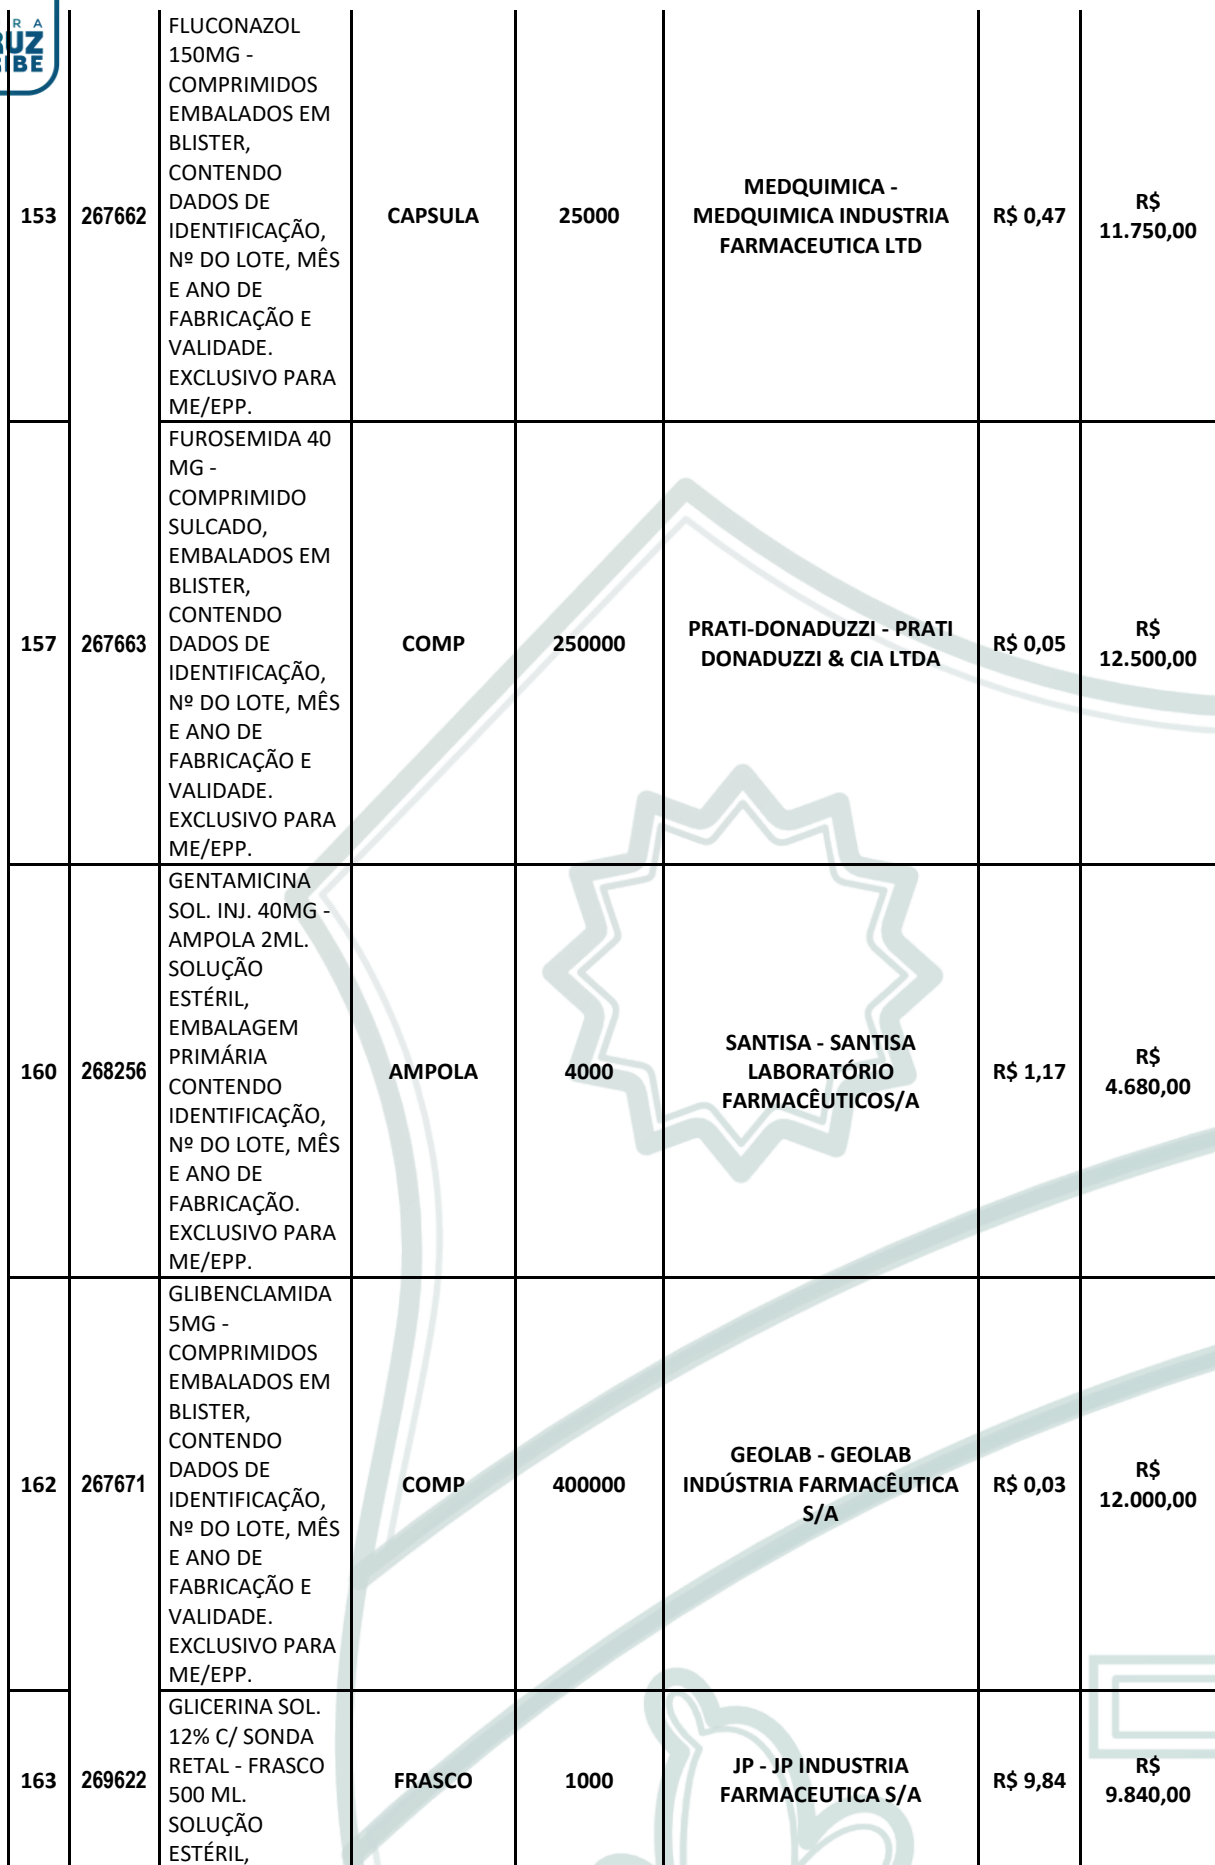 R A
RUZ
IBE
FLUCONAZOL
150MG -
COMPRIMIDOS
EMBALADOS EM
BLISTER,
CONTENDO
DADOS DE
IDENTIFICAÇÃO,
Nº DO LOTE, MÊS
E ANO DE
FABRICAÇÃO E
VALIDADE.
EXCLUSIVO PARA
ME/EPP.
153
267662
CAPSULA
25000
MEDQUIMICA -
MEDQUIMICA INDUSTRIA
FARMACEUTICA LTD
R$ 0,47
R$
11.750,00
FUROSEMIDA 40
MG -
COMPRIMIDO
SULCADO,
EMBALADOS EM
BLISTER,
CONTENDO
DADOS DE
IDENTIFICAÇÃO,
Nº DO LOTE, MÊS
E ANO DE
FABRICAÇÃO E
VALIDADE.
EXCLUSIVO PARA
ME/EPP.
157
267663
COMP
250000
PRATI-DONADUZZI - PRATI
DONADUZZI & CIA LTDA
R$ 0,05
R$
12.500,00
GENTAMICINA
SOL. INJ. 40MG -
AMPOLA 2ML.
SOLUÇÃO
ESTÉRIL,
EMBALAGEM
PRIMÁRIA
CONTENDO
IDENTIFICAÇÃO,
Nº DO LOTE, MÊS
E ANO DE
FABRICAÇÃO.
EXCLUSIVO PARA
ME/EPP.
160
268256
AMPOLA
4000
SANTISA - SANTISA
LABORATÓRIO
FARMACÊUTICOS/A
R$ 1,17
R$
4.680,00
GLIBENCLAMIDA
5MG -
COMPRIMIDOS
EMBALADOS EM
BLISTER,
CONTENDO
DADOS DE
IDENTIFICAÇÃO,
Nº DO LOTE, MÊS
E ANO DE
FABRICAÇÃO E
VALIDADE.
EXCLUSIVO PARA
ME/EPP.
162
267671
COMP
400000
GEOLAB - GEOLAB
INDÚSTRIA FARMACÊUTICA
S/A
R$ 0,03
R$
12.000,00
GLICERINA SOL.
12% C/ SONDA
RETAL - FRASCO
500 ML.
SOLUÇÃO
ESTÉRIL,
163
269622
FRASCO
1000
JP - JP INDUSTRIA
FARMACEUTICA S/A
R$ 9,84
R$
9.840,00